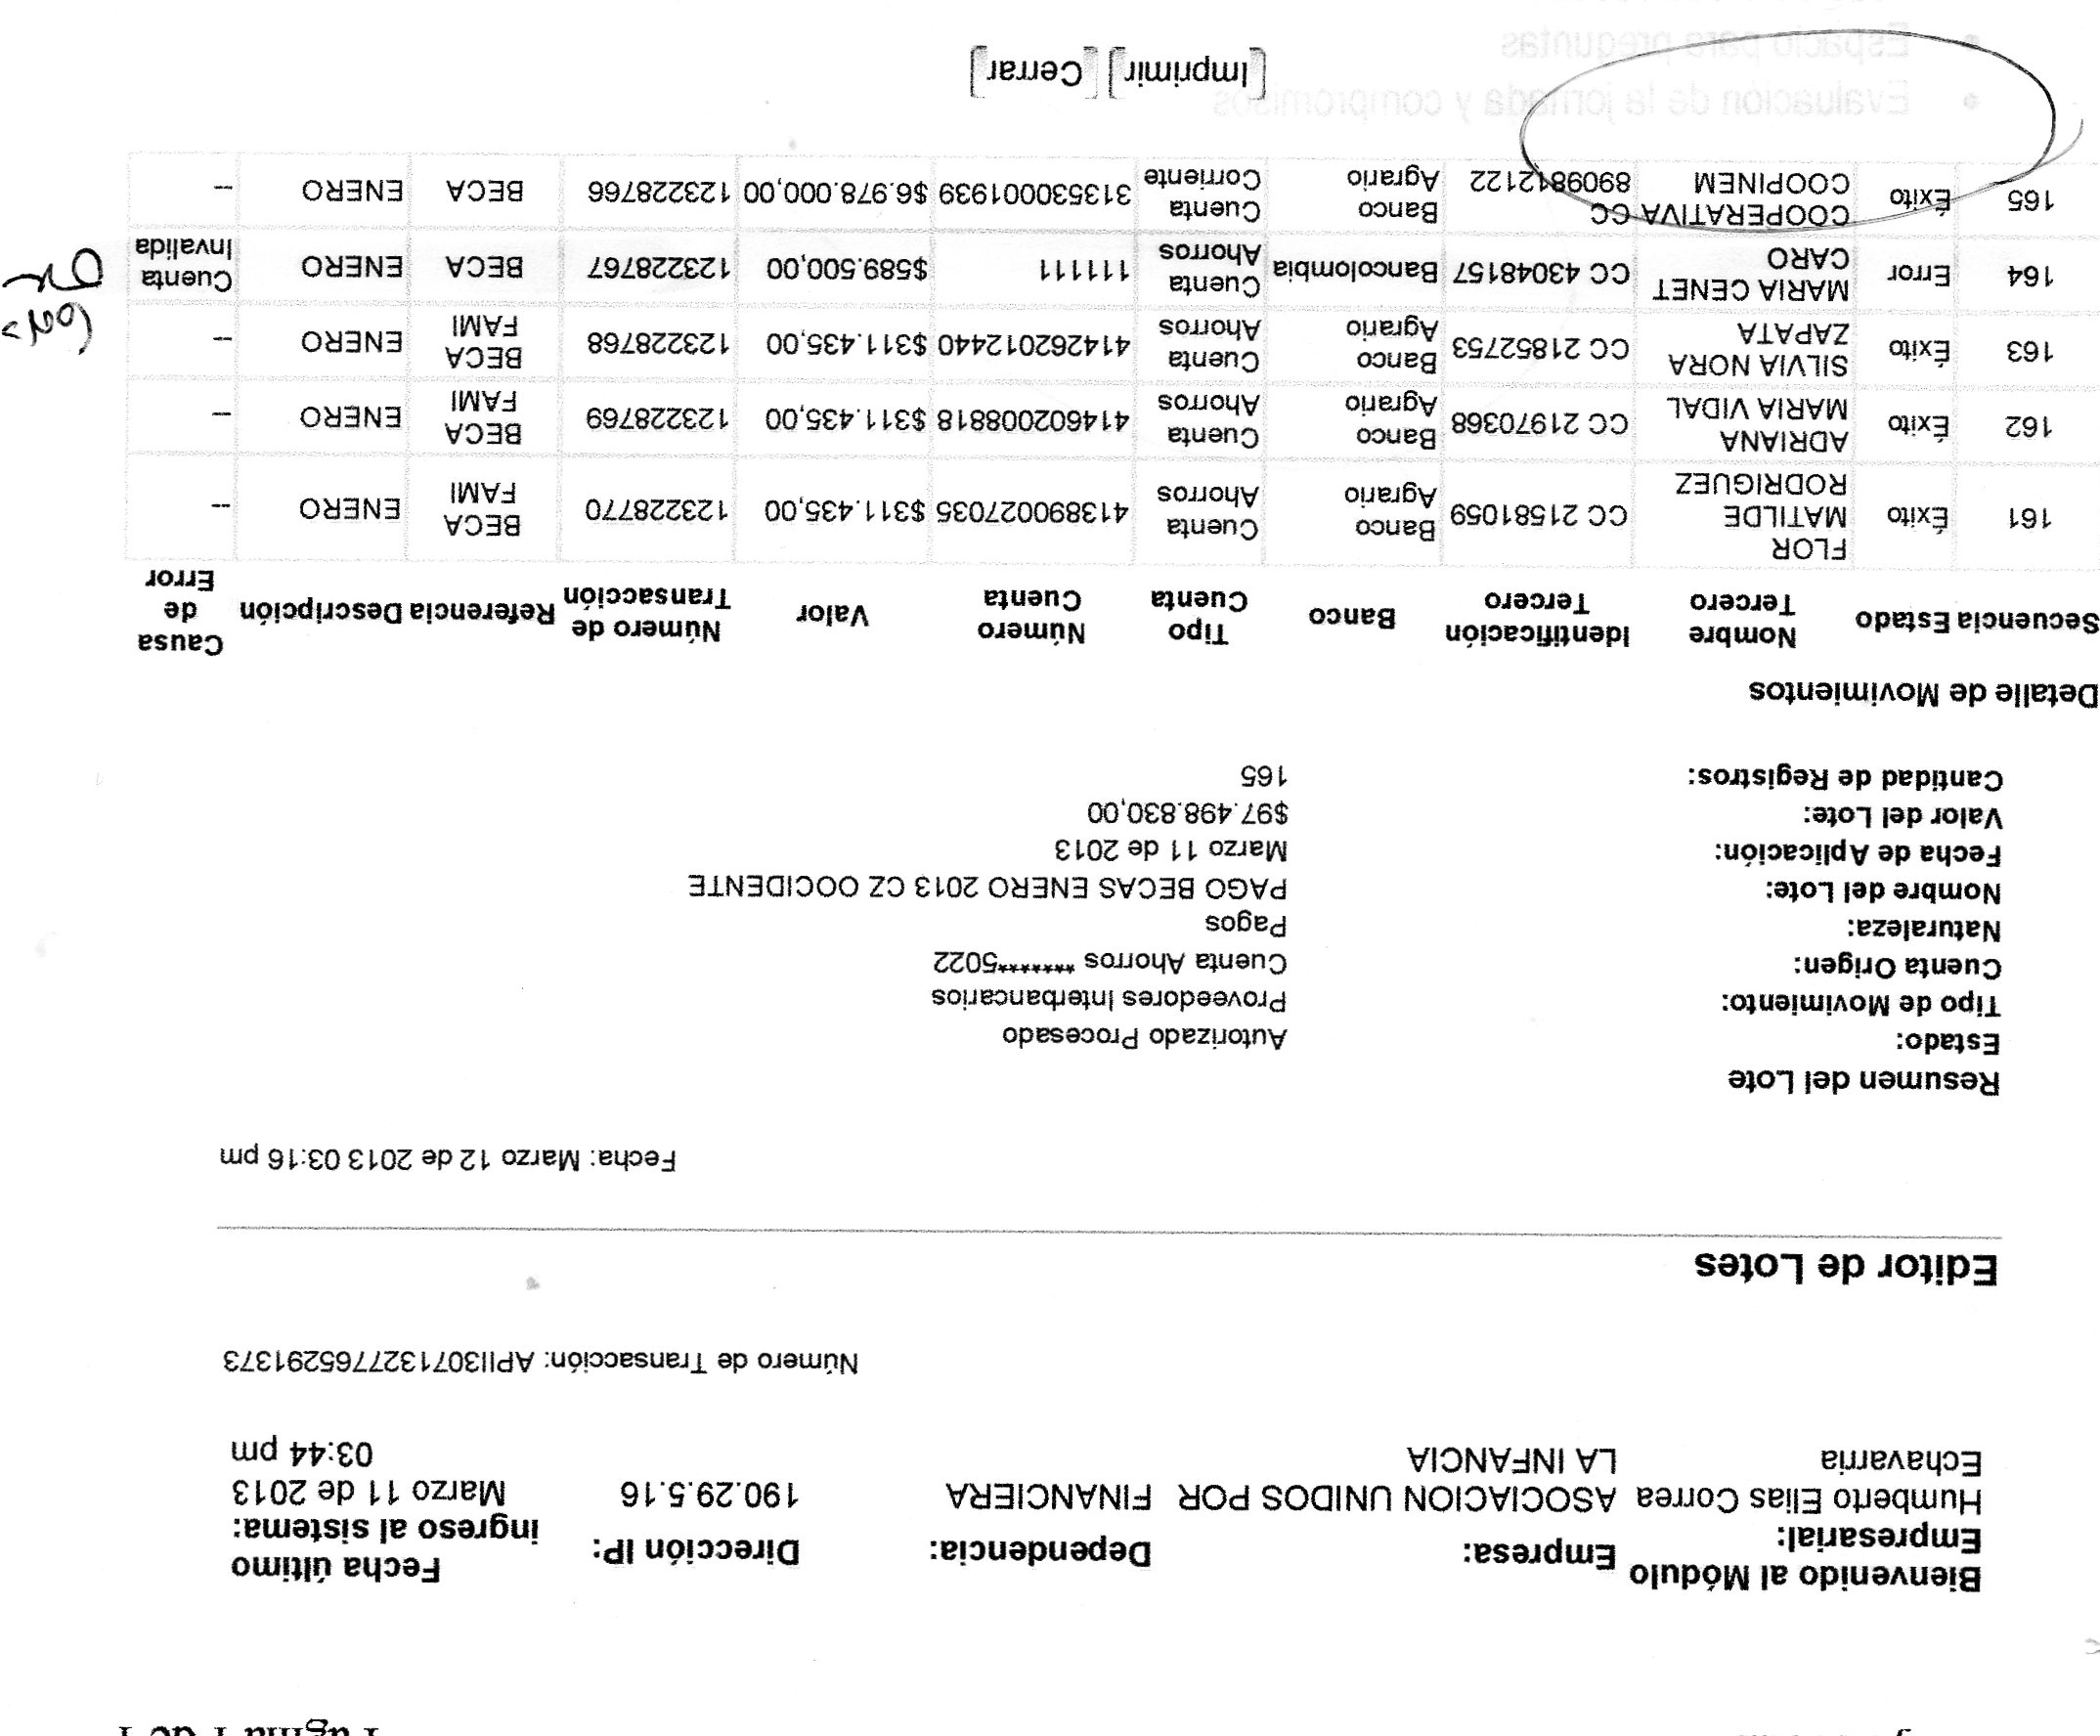 Página 1 de 1
Bienvenido al Módulo Empresarial: Empresa: Dependencia: Dirección IP: Fecha último ingreso al sistema:
Humberto Elias Correa Echavarria ASOCIACION UNIDOS POR LA INFANCIA FINANCIERA 190.29.5.16 Marzo 11 de 2013 03:44 pm
Número de Transacción: APII3071327765291373
Editor de Lotes
Fecha: Marzo 12 de 2013 03:16 pm
Resumen del Lote
Estado: Autorizado Procesado
Tipo de Movimiento: Proveedores Interbancarios
Cuenta Origen: Cuenta Ahorros *******5022
Naturaleza: Pagos
Nombre del Lote: PAGO BECAS ENERO 2013 CZ OOCIDENTE
Fecha de Aplicación: Marzo 11 de 2013
Valor del Lote: $97.498.830,00
Cantidad de Registros: 165
Detalle de Movimientos
Secuencia Estado Nombre Tercero Identificación Tercero Banco Tipo Cuenta Número Cuenta Valor Número de Transacción Referencia Descripción Causa de Error
161 Éxito FLOR MATILDE RODRIGUEZ CC 21581059 Banco Agrario Cuenta Ahorros 413890027035 $311.435,00 123228770 BECA FAMI ENERO --
162 Éxito ADRIANA MARIA VIDAL CC 21970368 Banco Agrario Cuenta Ahorros 414602008818 $311.435,00 123228769 BECA FAMI ENERO --
163 Éxito SILVIA NORA ZAPATA CC 21852753 Banco Agrario Cuenta Ahorros 414262012440 $311.435,00 123228768 BECA FAMI ENERO --
164 Error MARIA GENET CARO CC 43048157 Bancolombia Cuenta Ahorros 111111 $589.500,00 123228767 BECA ENERO Cuenta Invalida
165 Éxito COOPERATIVA COOPINEM CC 8909812122 Banco Agrario Cuenta Corriente 313530001939 $6.978.000,00 123228766 BECA ENERO --
[Imprimir] [Cerrar]
Evaluación de la jornada y compromisos
Espacio para preguntas